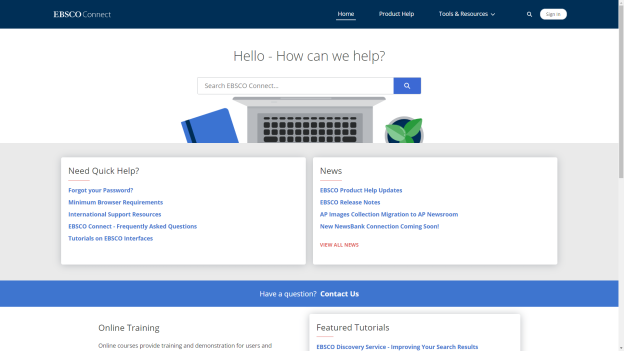 EBSCO Connect
Home
Product Help
Tools & Resources
Sign In
Hello - How can we help?
Search EBSCO Connect...
Need Quick Help?
Forgot your Password?
Minimum Browser Requirements
International Support Resources
EBSCO Connect - Frequently Asked Questions
Tutorials on EBSCO Interfaces
News
EBSCO Product Help Updates
EBSCO Release Notes
AP Images Collection Migration to AP Newsroom
New NewsBank Connection Coming Soon!
VIEW ALL NEWS
Have a question? Contact Us
Online Training
Online courses provide training and demonstration for users and
Featured Tutorials
EBSCO Discovery Service - Improving Your Search Results